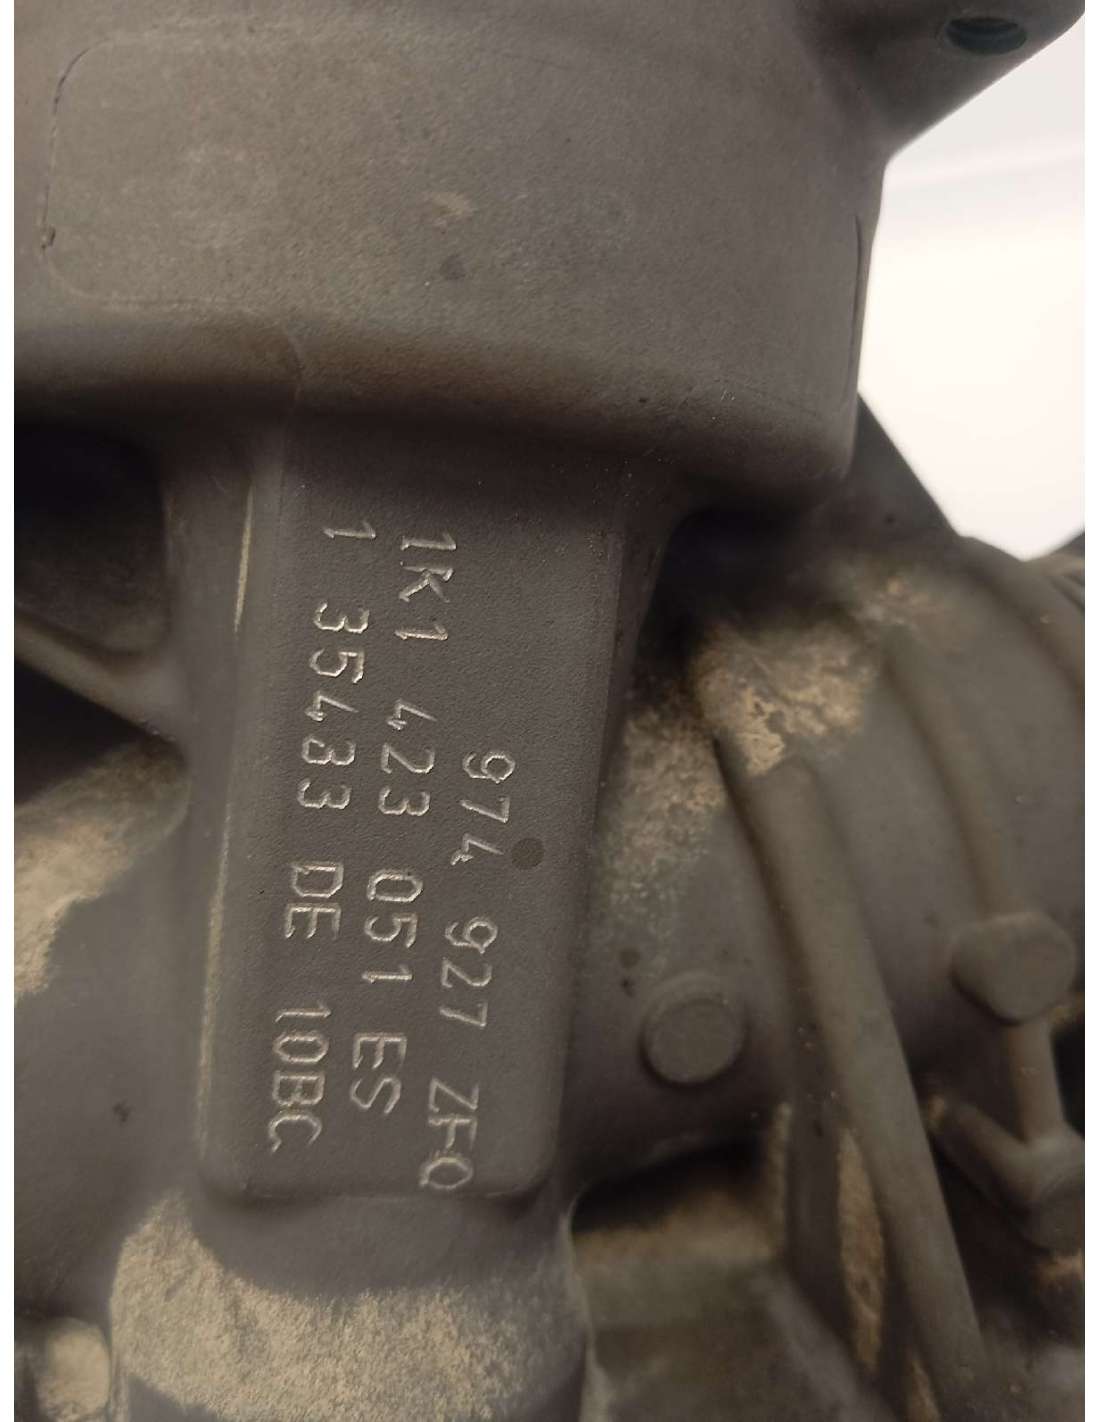 974 927 ZFQ
1K1 423 051 ES
1 35433 DE 10BC